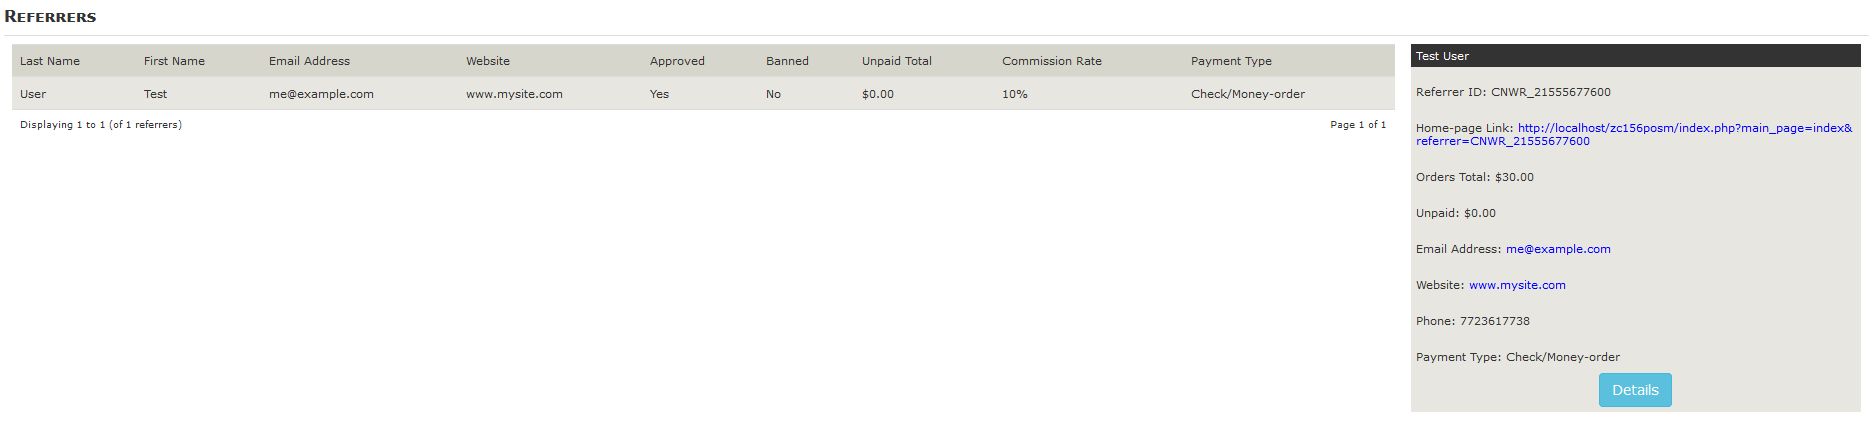 REFERRERS
Last Name First Name Email Address Website Approved Banned Unpaid Total Commission Rate Payment Type
User Test me@example.com www.mysite.com Yes No $0.00 10% Check/Money-order
Displaying 1 to 1 (of 1 referrers) Page 1 of 1
Test User
Referrer ID: CNWR_21555677600
Home-page Link: http://localhost/zc156posm/index.php?main_page=index&
referrer=CNWR_21555677600
Orders Total: $30.00
Unpaid: $0.00
Email Address: me@example.com
Website: www.mysite.com
Phone: 7723617738
Payment Type: Check/Money-order
Details